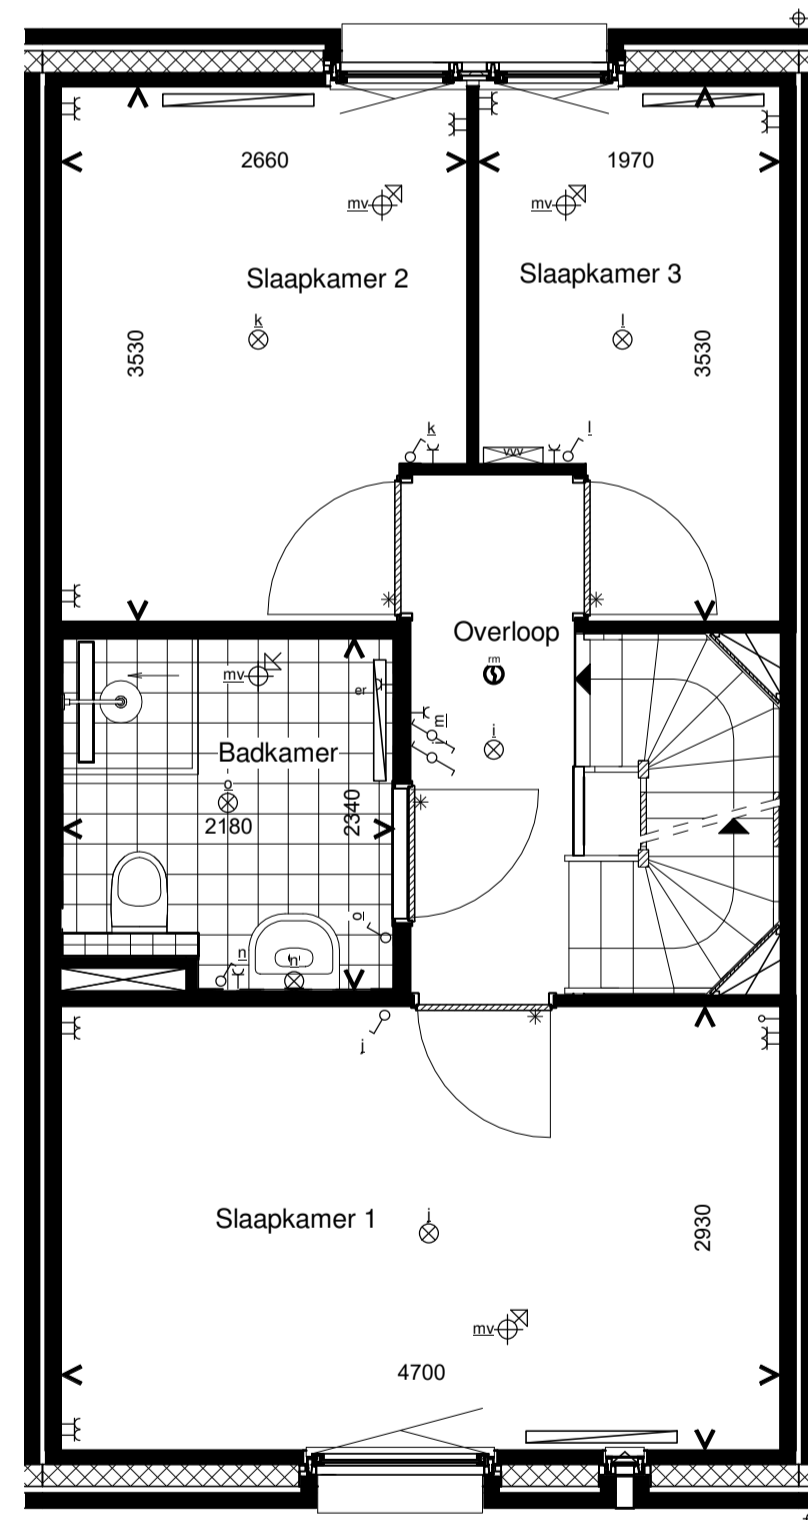 2660
1970
mv
mv
Slaapkamer 2
Slaapkamer 3
k
l
3530
3530
k
l
vvv
Overloop
rm
mv
er
m
i
i
Badkamer
o
2180
2340
o
n
n
j
Slaapkamer 1
j
2930
mv
4700